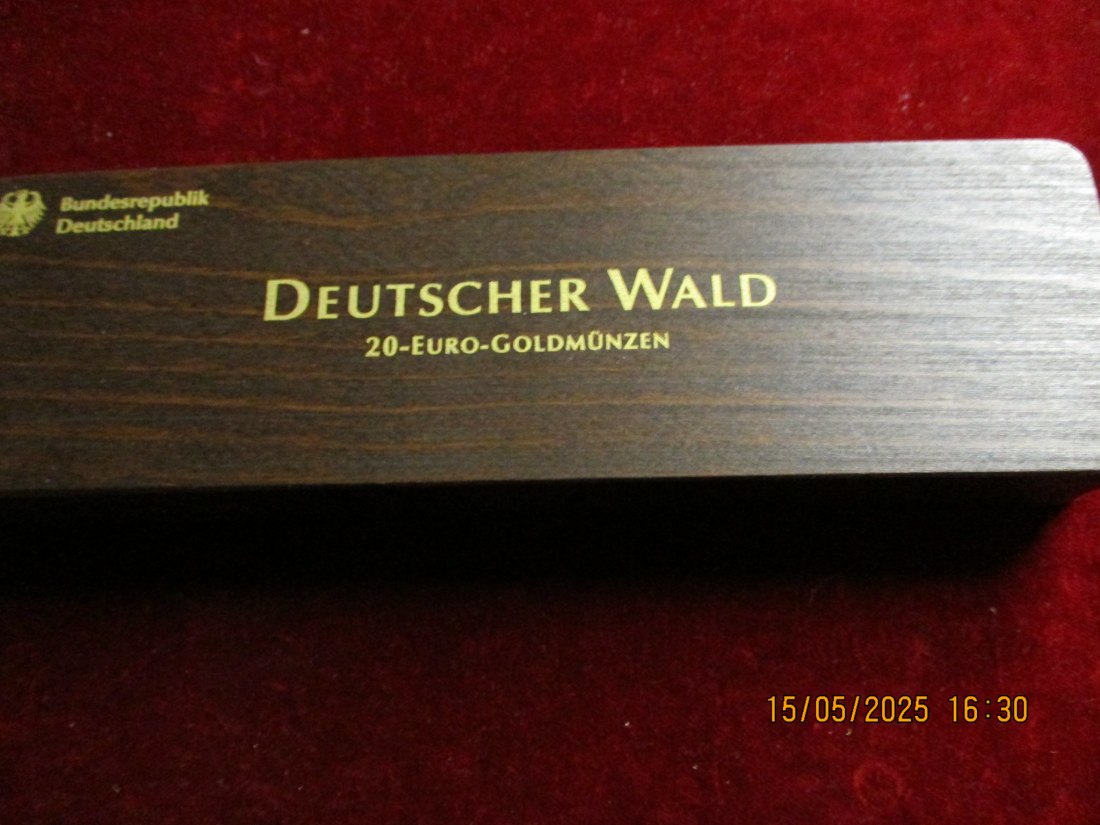 Bundesrepublik
Deutschland
DEUTSCHER WALD
20-EURO-GOLDMÜNZEN
15/05/2025 16:30